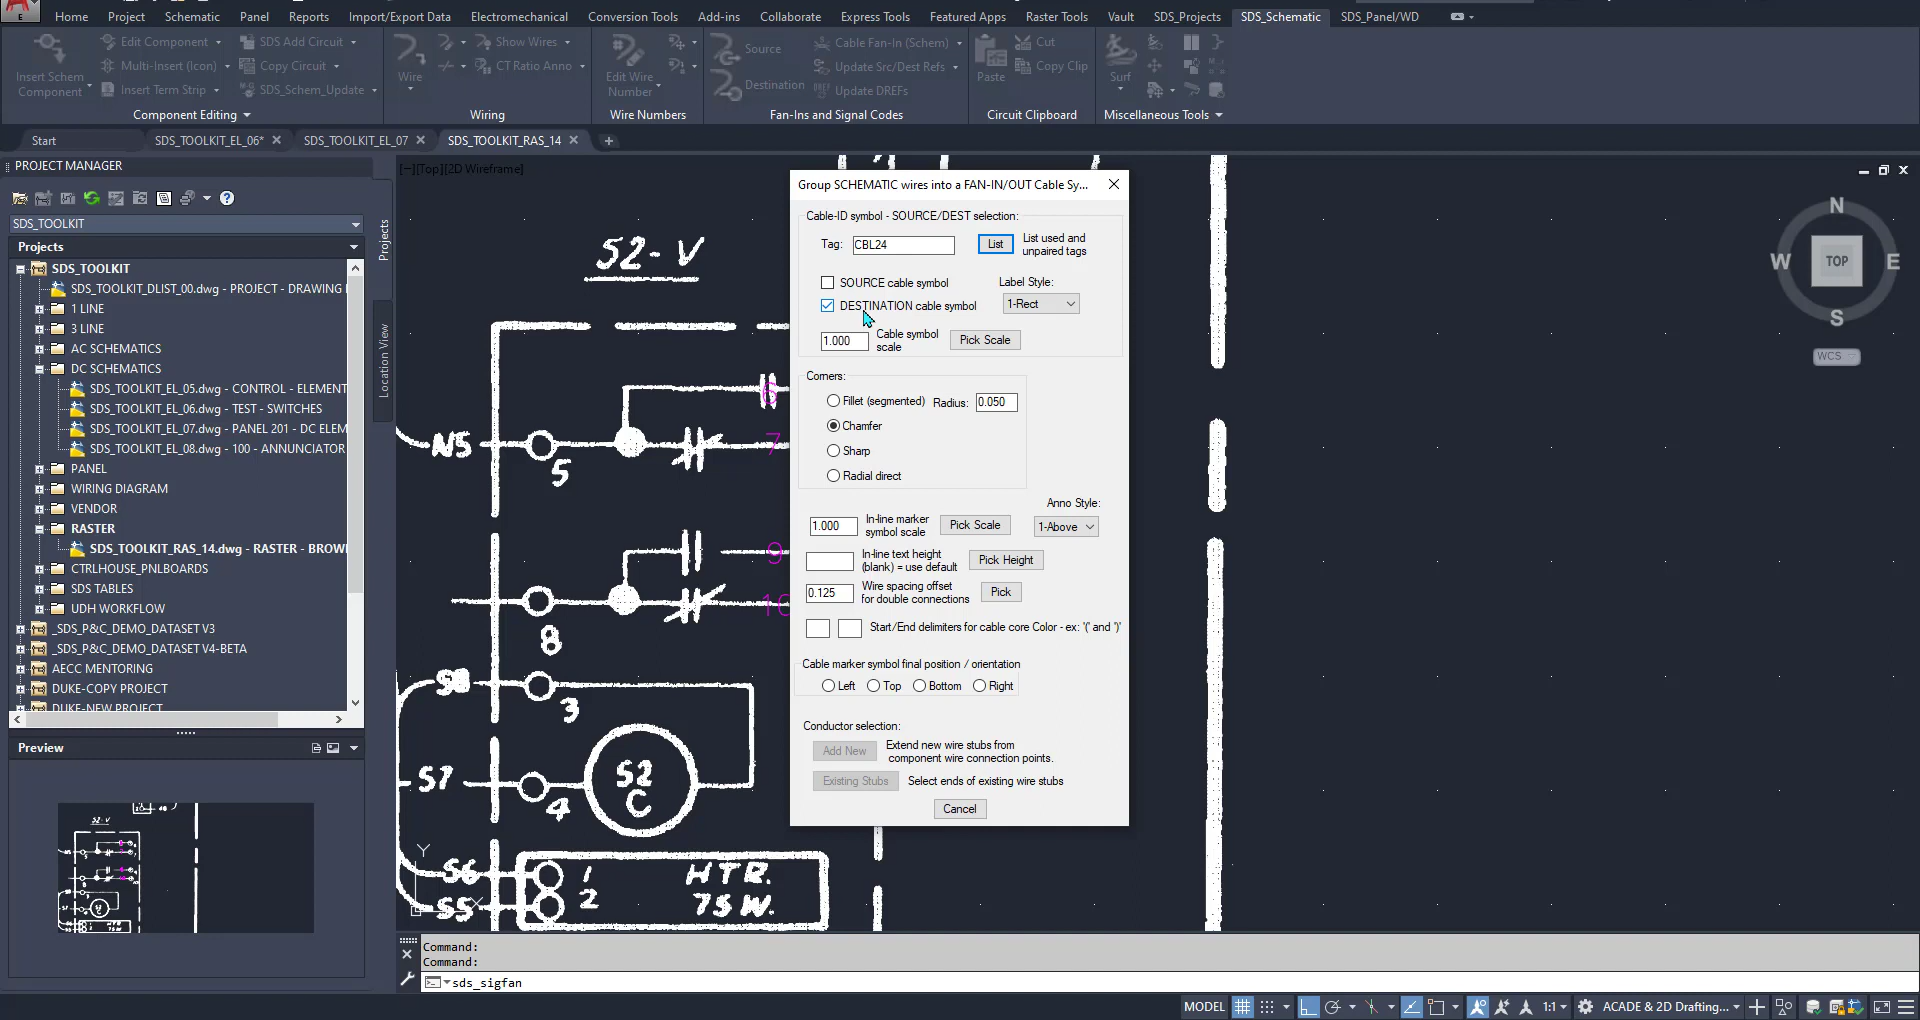 Home Project Schematic Panel Reports Import/Export Data Electromechanical Conversion Tools Add-ins Collaborate Express Tools Featured Apps Raster Tools Vault SDS_Projects SDS_Schematic SDS_Panel/WD
Insert Schem Component
Edit Component
Multi-Insert (Icon)
Insert Term Strip
SDS Add Circuit
Copy Circuit
SDS_Schem_Update
Component Editing
Wire
Show Wires
CT Ratio Anno
Wiring
Edit Wire Number
Wire Numbers
Source
Destination
Cable Fan-In (Schem)
Update Src/Dest Refs
Update DREFs
Fan-Ins and Signal Codes
Paste
Cut
Copy Clip
Circuit Clipboard
Surf
Miscellaneous Tools
Start SDS_TOOLKIT_EL_06* SDS_TOOLKIT_EL_07 SDS_TOOLKIT_RAS_14
PROJECT MANAGER
SDS_TOOLKIT
Projects
SDS_TOOLKIT
SDS_TOOLKIT_DLIST_00.dwg - PROJECT - DRAWING
1 LINE
3 LINE
AC SCHEMATICS
DC SCHEMATICS
SDS_TOOLKIT_EL_05.dwg - CONTROL - ELEMENT
SDS_TOOLKIT_EL_06.dwg - TEST - SWITCHES
SDS_TOOLKIT_EL_07.dwg - PANEL 201 - DC ELEM
SDS_TOOLKIT_EL_08.dwg - 100 - ANNUNCIATOR
PANEL
WIRING DIAGRAM
VENDOR
RASTER
SDS_TOOLKIT_RAS_14.dwg - RASTER - BROW
CTRLHOUSE_PNLBOARDS
SDS TABLES
UDH WORKFLOW
_SDS_P&C_DEMO_DATASET V3
_SDS_P&C_DEMO_DATASET V4-BETA
AECC MENTORING
DUKE-COPY PROJECT
DUKE-NEW PROJECT
Preview
Projects
Location View
[−][Top][2D Wireframe]
52-V
6
N5 5 7
9
8 10
S8 3
S7 4 52 C
S6 1 HTR.
S5 2 75 W.
Y
X
Group SCHEMATIC wires into a FAN-IN/OUT Cable Sy...
Cable-ID symbol - SOURCE/DEST selection:
Tag: CBL24 List List used and unpaired tags
SOURCE cable symbol Label Style:
DESTINATION cable symbol 1-Rect
1.000 Cable symbol scale Pick Scale
Corners:
Fillet (segmented) Radius: 0.050
Chamfer
Sharp
Radial direct
Anno Style:
1.000 In-line marker symbol scale Pick Scale 1-Above
In-line text height (blank) = use default Pick Height
0.125 Wire spacing offset for double connections Pick
Start/End delimiters for cable core Color - ex: '(' and ')'
Cable marker symbol final position / orientation
Left Top Bottom Right
Conductor selection:
Add New Extend new wire stubs from component wire connection points.
Existing Stubs Select ends of existing wire stubs
Cancel
N
W TOP E
S
WCS
Command:
Command:
sds_sigfan
MODEL 1:1 ACADE & 2D Drafting...